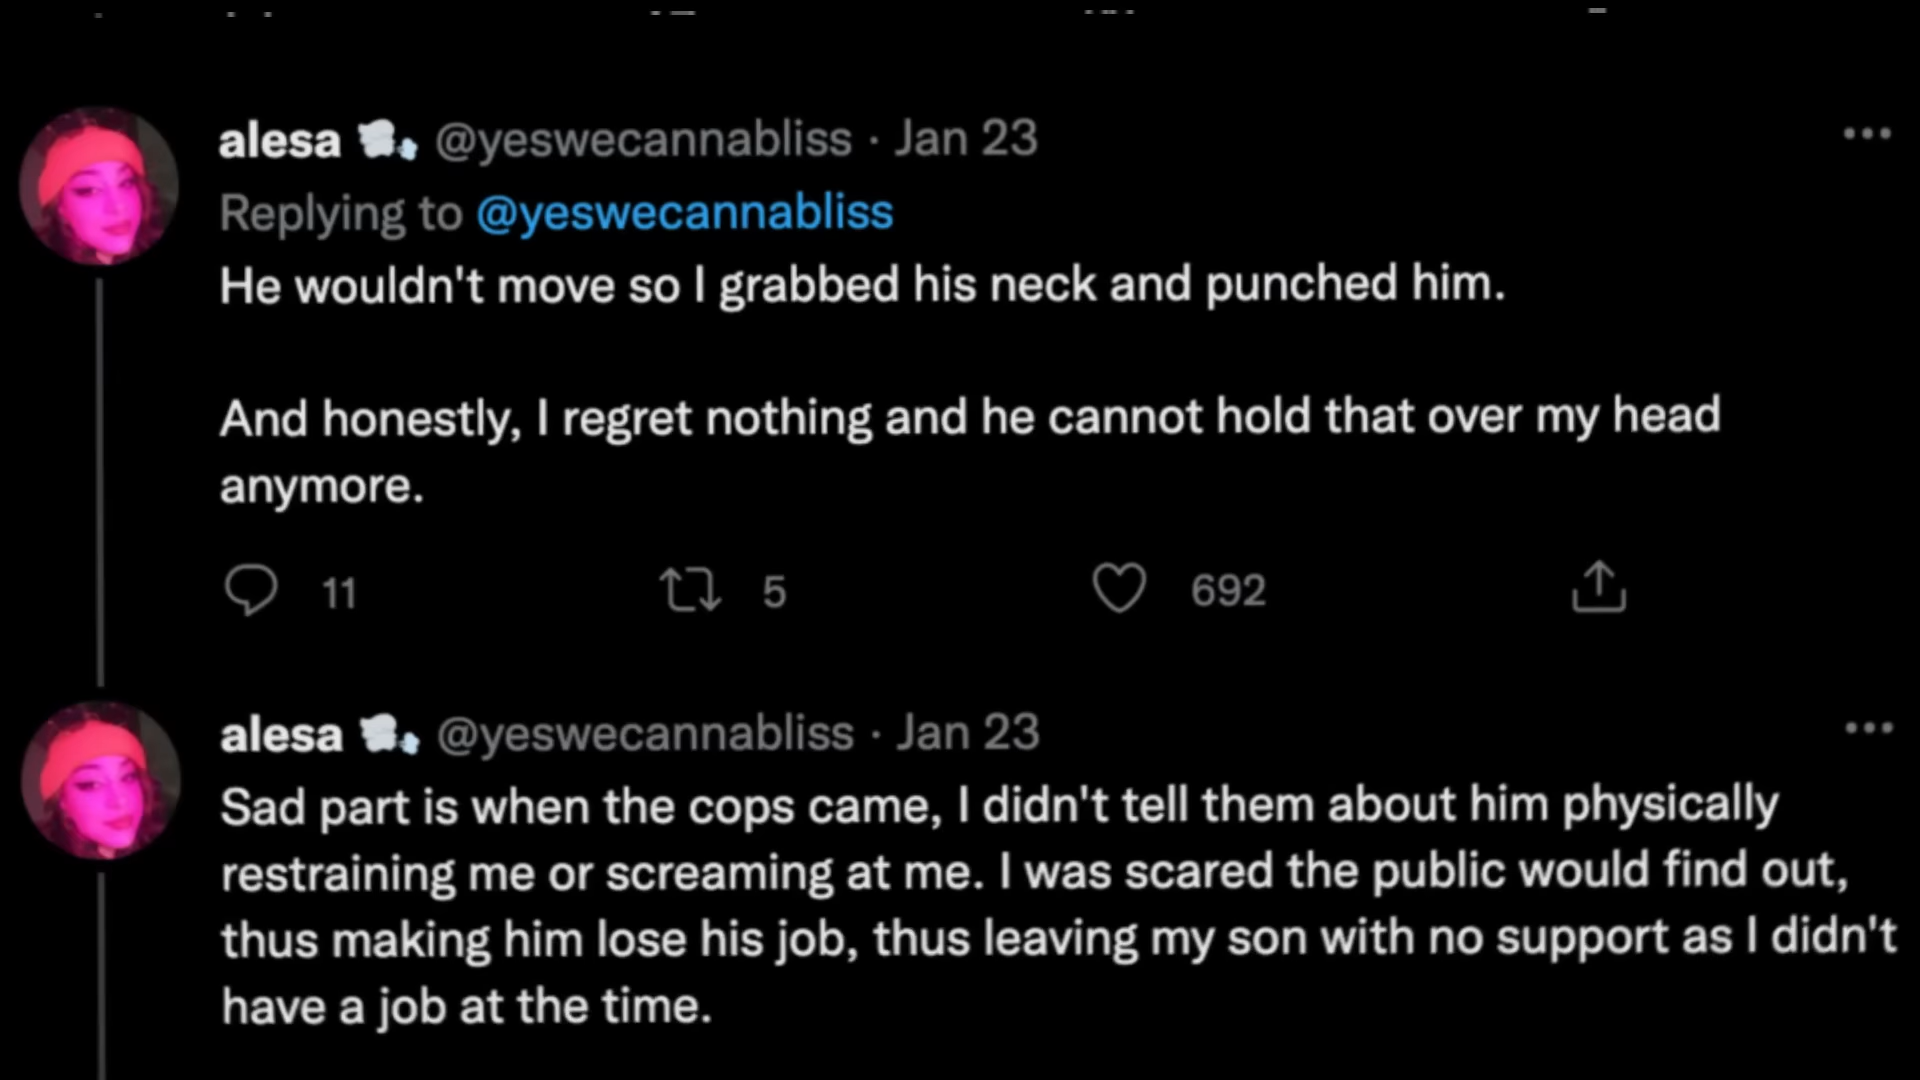 alesa @yeswecannabliss · Jan 23
Replying to @yeswecannabliss
He wouldn't move so I grabbed his neck and punched him.
And honestly, I regret nothing and he cannot hold that over my head
anymore.
11 5 692
alesa @yeswecannabliss · Jan 23
Sad part is when the cops came, I didn't tell them about him physically
restraining me or screaming at me. I was scared the public would find out,
thus making him lose his job, thus leaving my son with no support as I didn't
have a job at the time.